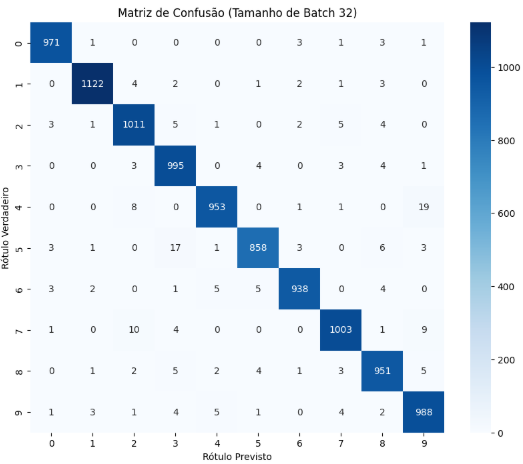 Matriz de Confusão (Tamanho de Batch 32)
0 971 1 0 0 0 0 3 1 3 1
1 0 1122 4 2 0 1 2 1 3 0
2 3 1 1011 5 1 0 2 5 4 0
3 0 0 3 995 0 4 0 3 4 1
4 0 0 8 0 953 0 1 1 0 19
5 3 1 0 17 1 858 3 0 6 3
6 3 2 0 1 5 5 938 0 4 0
7 1 0 10 4 0 0 0 1003 1 9
8 0 1 2 5 2 4 1 3 951 5
9 1 3 1 4 5 1 0 4 2 988
0 1 2 3 4 5 6 7 8 9
Rótulo Previsto
Rótulo Verdadeiro
1000
800
600
400
200
0